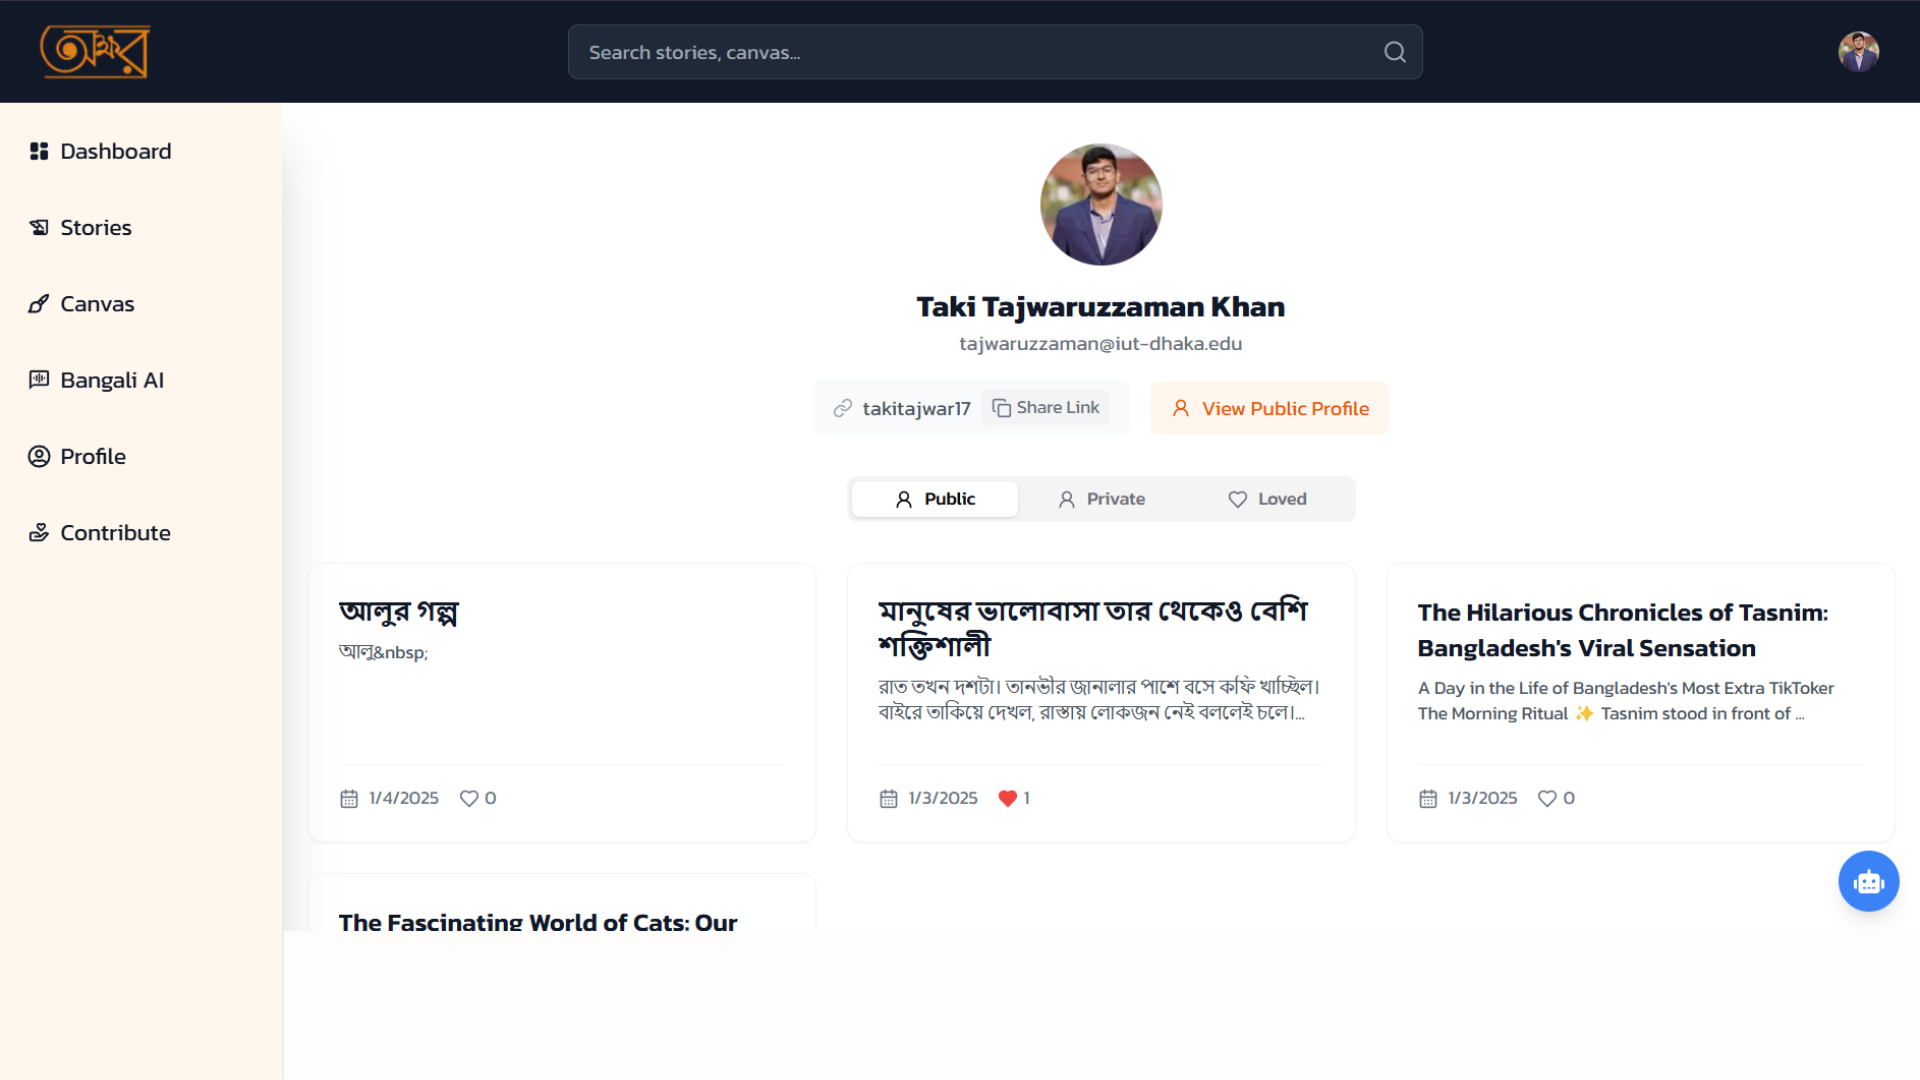 অক্ষর
Search stories, canvas...
Dashboard
Stories
Canvas
Bangali AI
Profile
Contribute
Taki Tajwaruzzaman Khan
tajwaruzzaman@iut-dhaka.edu
takitajwar17 Share Link View Public Profile
Public Private Loved
আলুর গল্প
আলু&nbsp;
1/4/2025 0
মানুষের ভালোবাসা তার থেকেও বেশি
শক্তিশালী
রাত তখন দশটা। তানভীর জানালার পাশে বসে কফি খাচ্ছিল।
বাইরে তাকিয়ে দেখল, রাস্তায় লোকজন নেই বললেই চলে।...
1/3/2025 1
The Hilarious Chronicles of Tasnim:
Bangladesh's Viral Sensation
A Day in the Life of Bangladesh's Most Extra TikToker
The Morning Ritual ✨ Tasnim stood in front of ...
1/3/2025 0
The Fascinating World of Cats: Our